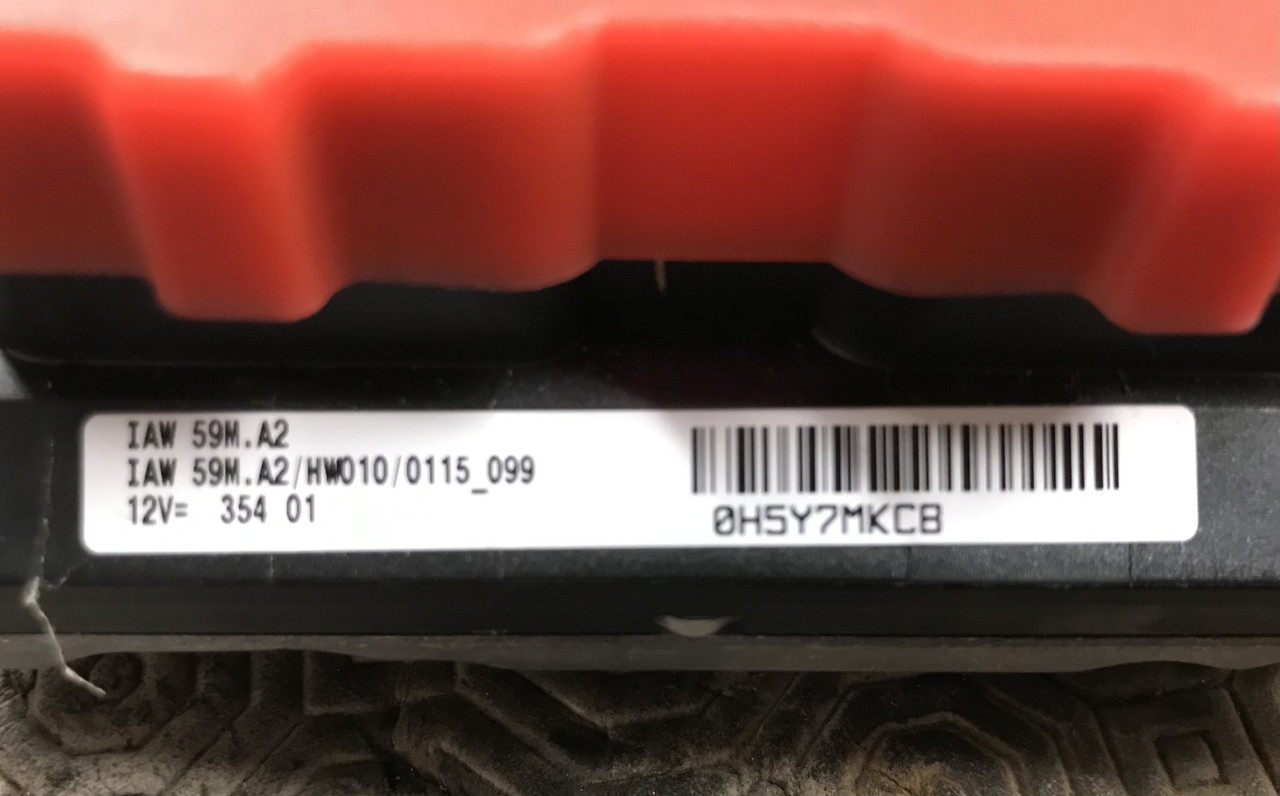 IAW 59M.A2
IAW 59M.A2/HW010/0115_099
12V= 354 01
0H5Y7MKCB